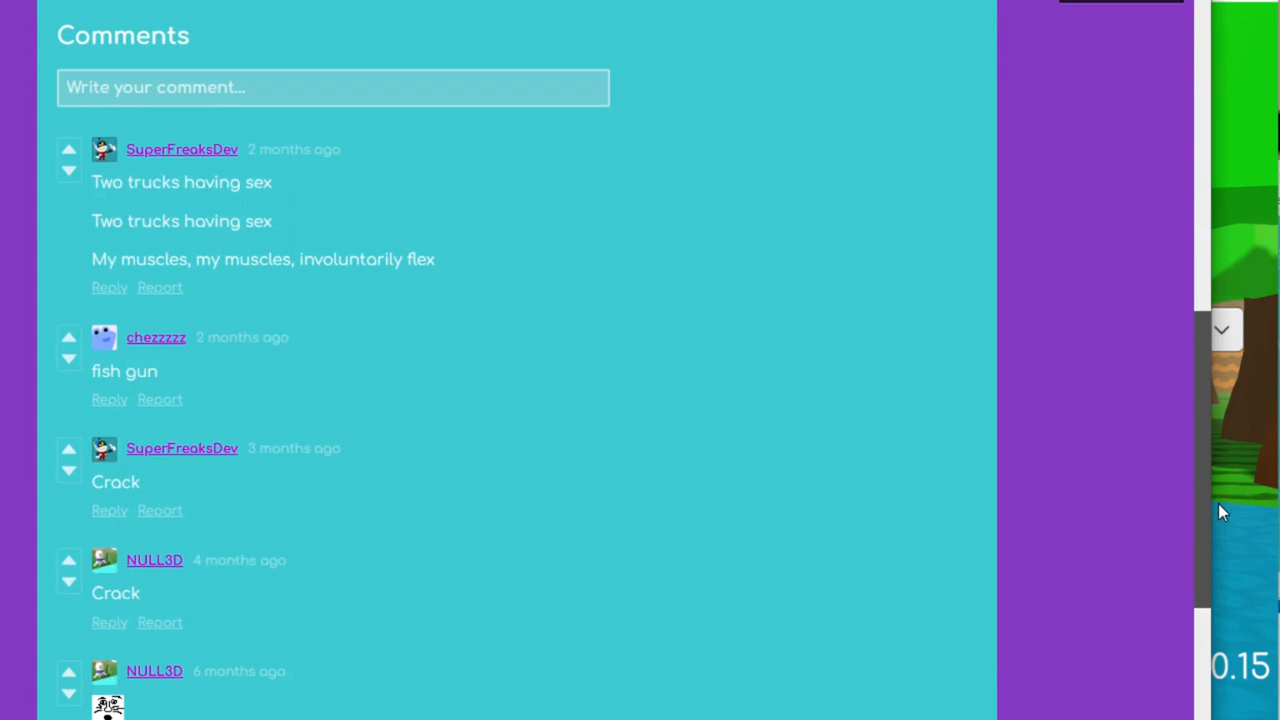 Comments
Write your comment...
SuperFreaksDev 2 months ago
Two trucks having sex
Two trucks having sex
My muscles, my muscles, involuntarily flex
Reply Report
chezzzzz 2 months ago
fish gun
Reply Report
SuperFreaksDev 3 months ago
Crack
Reply Report
NULL3D 4 months ago
Crack
Reply Report
NULL3D 6 months ago
0.15